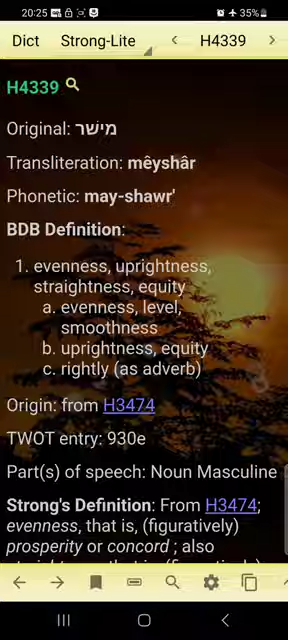 20:25 35%
Dict Strong-Lite < H4339 >
H4339
Original: מישׁר
Transliteration: mêyshâr
Phonetic: may-shawr'
BDB Definition:
1. evenness, uprightness,
straightness, equity
a. evenness, level,
smoothness
b. uprightness, equity
c. rightly (as adverb)
Origin: from H3474
TWOT entry: 930e
Part(s) of speech: Noun Masculine
Strong's Definition: From H3474;
evenness, that is, (figuratively)
prosperity or concord ; also